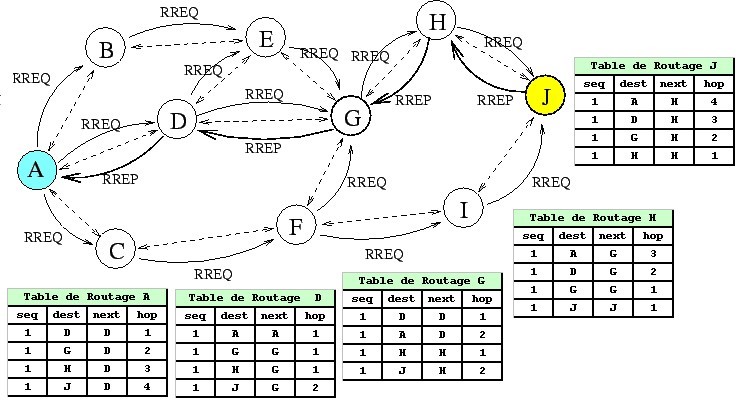 RREQ
H
RREQ
E
RREQ
RREQ
B
RREQ
RREQ
RREQ
RREP
RREP
J
RREQ
D
G
RREQ
RREP
A
RREP
RREQ
RREQ
I
F
RREQ
C
RREQ
RREQ
Table de Routage J
seq dest next hop
1 A H 4
1 D H 3
1 G H 2
1 H H 1
Table de Routage H
seq dest next hop
1 A G 3
1 D G 2
1 G G 1
1 J J 1
Table de Routage A
seq dest next hop
1 D D 1
1 G D 2
1 H D 3
1 J D 4
Table de Routage D
seq dest next hop
1 A A 1
1 G G 1
1 H G 1
1 J G 2
Table de Routage G
seq dest next hop
1 D D 1
1 A D 2
1 H H 1
1 J H 2